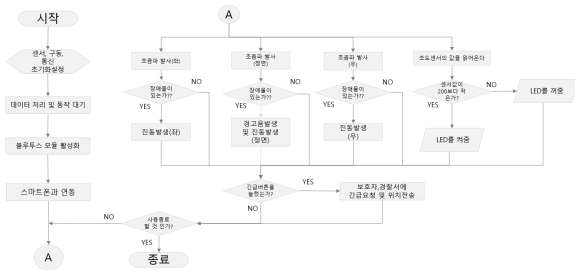 시작
센서, 구동,
통신
초기화설정
데이터 처리 및 동작 대기
블루투스 모듈 활성화
스마트폰과 연동
A
A
초음파 발사(좌)
장애물이
있는가??
NO
YES
진동발생(좌)
초음파 발사
(정면)
장애물이
있는가??
NO
YES
경고음발생
및 진동발생
(정면)
초음파 발사
(우)
장애물이
있는가??
NO
YES
진동발생
(우)
조도센서의 값을 읽어온다
센서값이
200보다 작
은가?
NO
YES
LED를 꺼줌
LED를 켜줌
긴급버튼을
눌렀는가?
YES
NO
보호자,경찰서에
긴급요청 및 위치전송
사용종료
할 것 인가?
NO
YES
종료